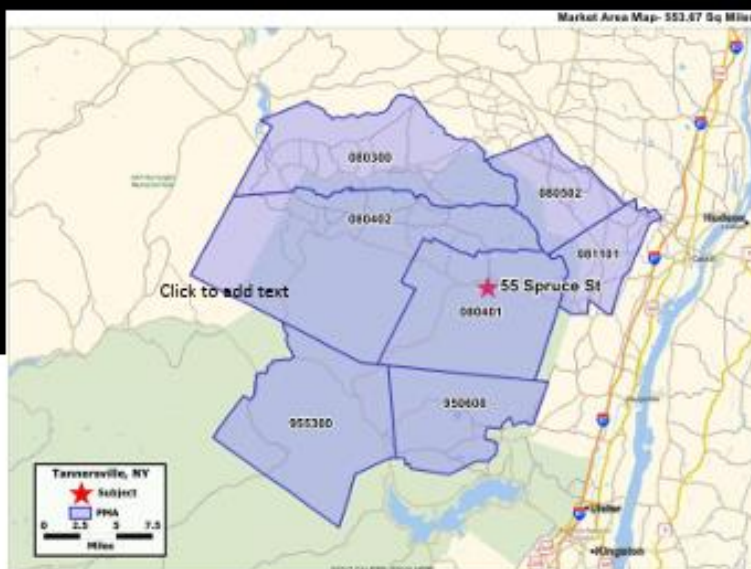 Market Area Map- 553.67 Sq Miles
080300
080502
080402
Hudson
081101
Click to add text
55 Spruce St
080401
950600
955300
Tannersville, NY
Subject
PMA
0 2.5 5 7.5
Miles
Ulster
Kingston